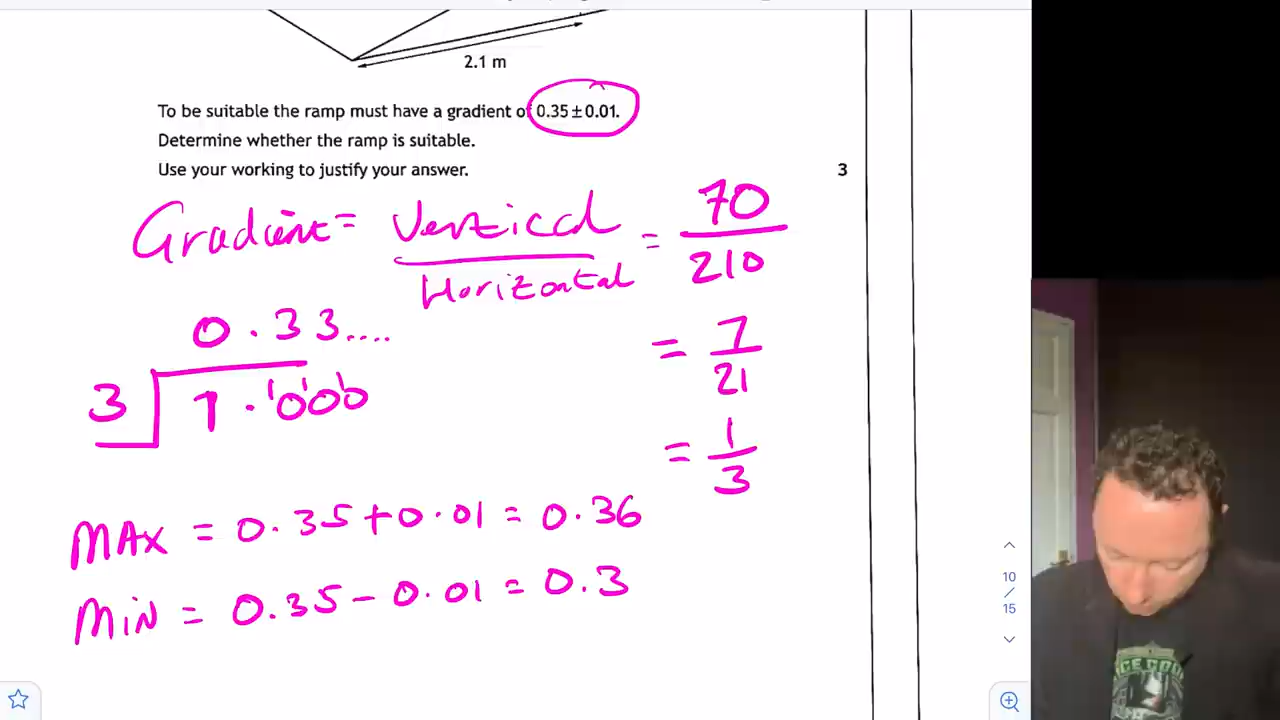 2.1 m
To be suitable the ramp must have a gradient of 0.35±0.01.
Determine whether the ramp is suitable.
Use your working to justify your answer.
3
Gradient = Vertical / Horizontal = 70 / 210
= 7 / 21
= 1 / 3
0.33....
3 1.¹0¹0¹0
MAX = 0.35+0.01 = 0.36
MIN = 0.35-0.01 = 0.3
10
/
15